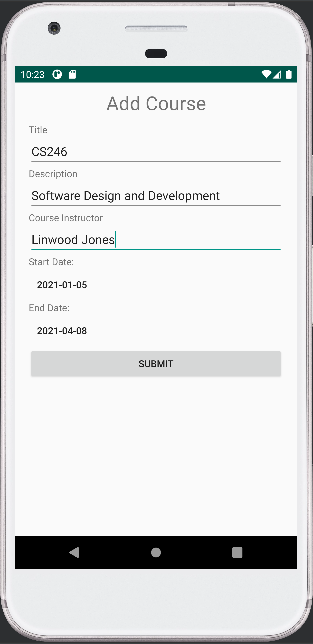 10:23
Add Course
Title
CS246
Description
Software Design and Development
Course Instructor
Linwood Jones
Start Date:
2021-01-05
End Date:
2021-04-08
SUBMIT